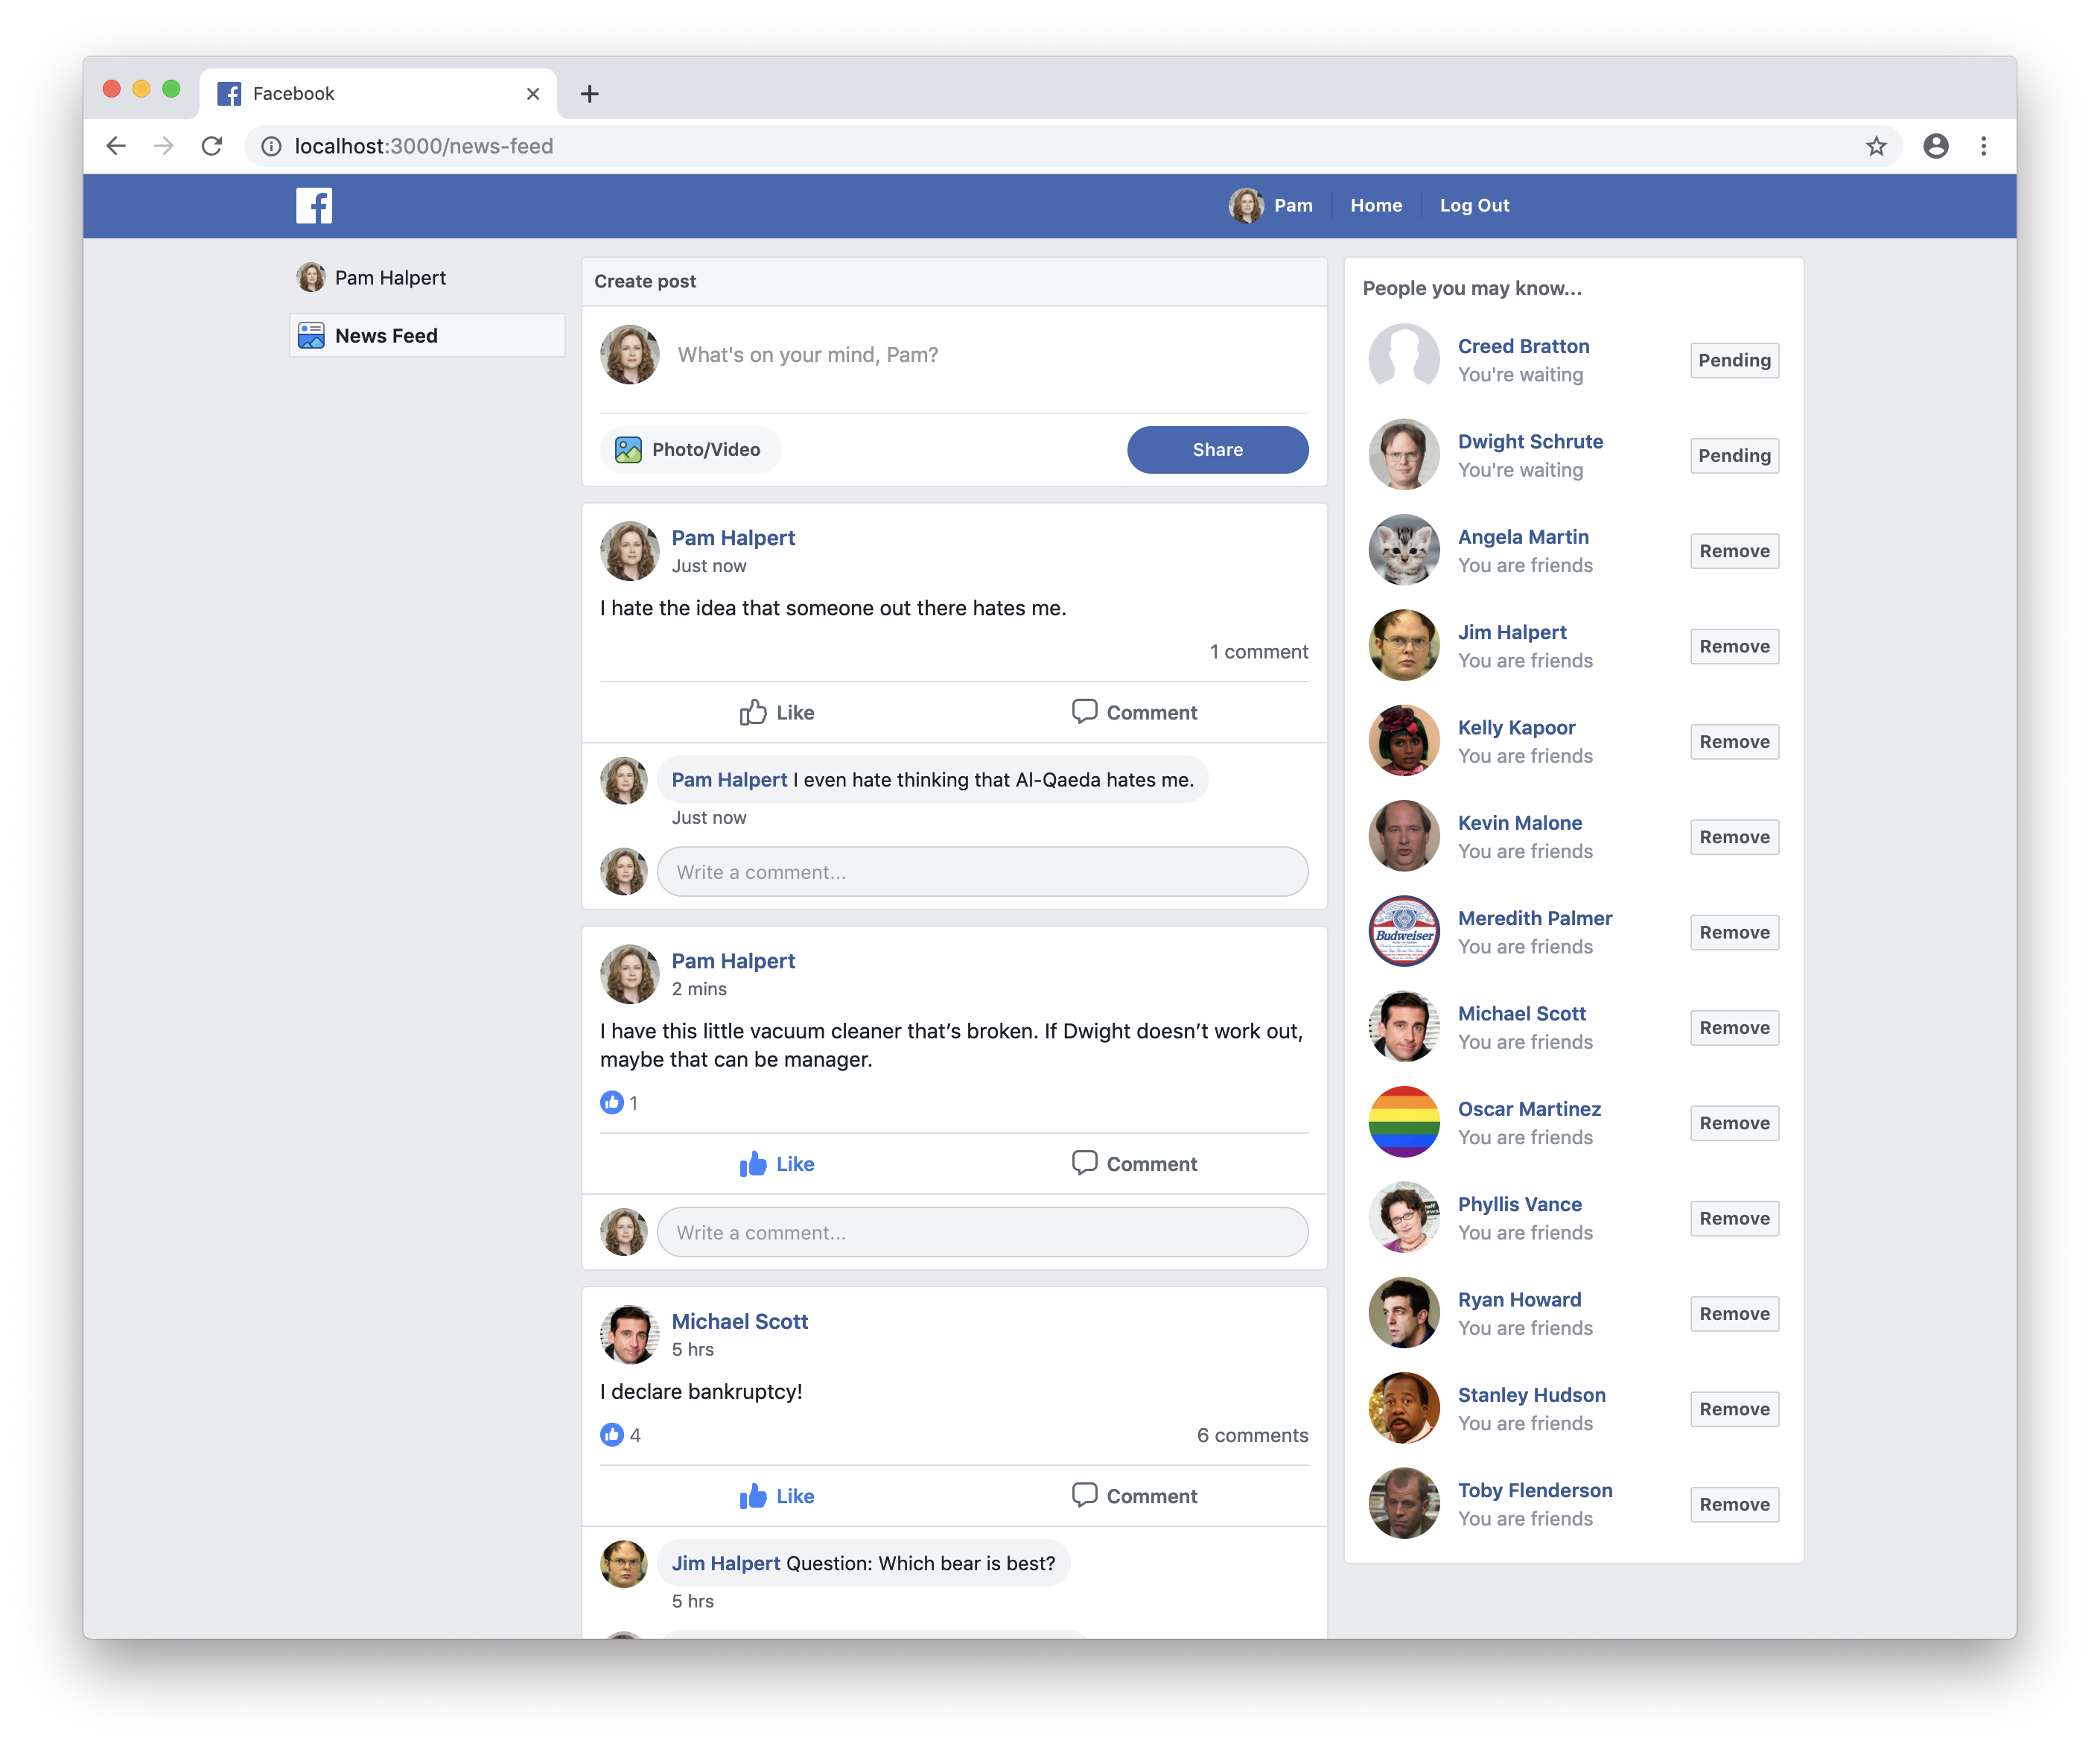 Facebook
localhost:3000/news-feed
Pam
Home
Log Out
Pam Halpert
News Feed
Create post
What's on your mind, Pam?
Photo/Video
Share
Pam Halpert
Just now
I hate the idea that someone out there hates me.
1 comment
Like
Comment
Pam Halpert I even hate thinking that Al-Qaeda hates me.
Just now
Write a comment...
Pam Halpert
2 mins
I have this little vacuum cleaner that’s broken. If Dwight doesn’t work out,
maybe that can be manager.
1
Like
Comment
Write a comment...
Michael Scott
5 hrs
I declare bankruptcy!
4
6 comments
Like
Comment
Jim Halpert Question: Which bear is best?
5 hrs
People you may know...
Creed Bratton
You're waiting
Pending
Dwight Schrute
You're waiting
Pending
Angela Martin
You are friends
Remove
Jim Halpert
You are friends
Remove
Kelly Kapoor
You are friends
Remove
Kevin Malone
You are friends
Remove
Budweiser
Meredith Palmer
You are friends
Remove
Michael Scott
You are friends
Remove
Oscar Martinez
You are friends
Remove
Phyllis Vance
You are friends
Remove
Ryan Howard
You are friends
Remove
Stanley Hudson
You are friends
Remove
Toby Flenderson
You are friends
Remove